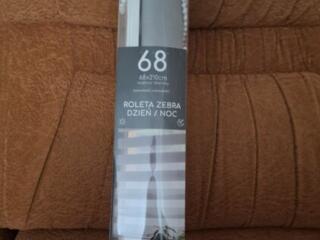 68
68x210cm
ROLETA ZEBRA
DZIEŃ / NOC